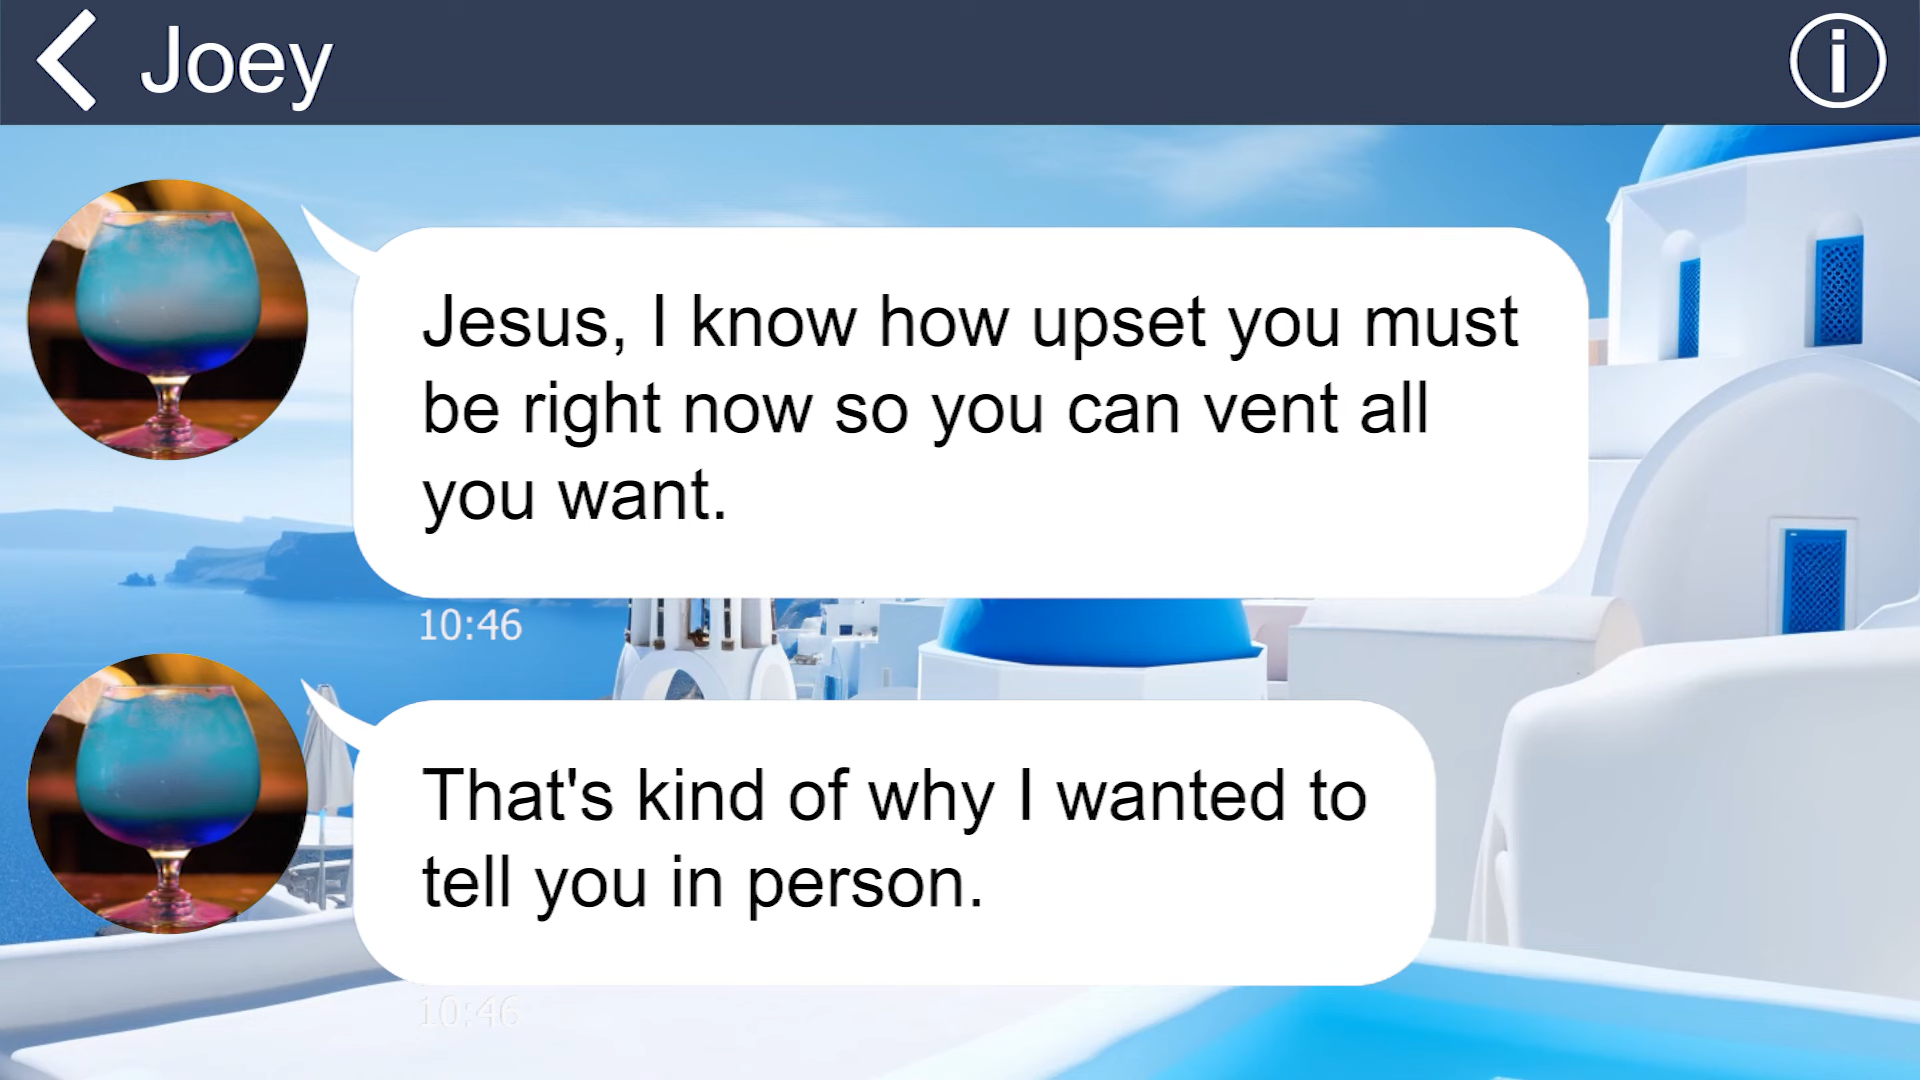 Joey
Jesus, I know how upset you must
be right now so you can vent all
you want.
10:46
That's kind of why I wanted to
tell you in person.
10:46